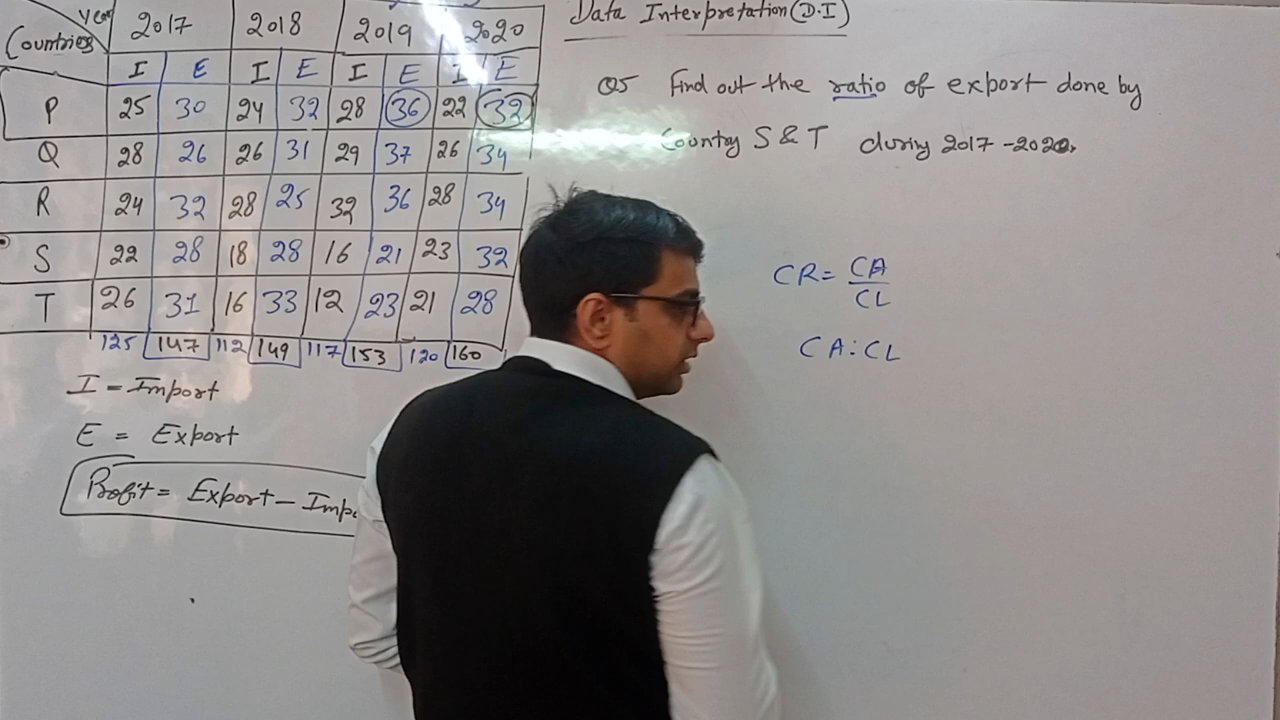 Data Interpretation (D.I)
Year 2017 2018 2019 2020
Countries
I E I E I E I E
P 25 30 24 32 28 36 22 32
Q 28 26 26 31 29 37 26 34
R 24 32 28 25 32 36 28 34
S 22 28 18 28 16 21 23 32
T 26 31 16 33 12 23 21 28
125 147 112 149 117 153 120 160
I = Import
E = Export
Profit = Export -
Q5 Find out the ratio of export done by
Country S & T during 2017 - 2020.
CR = CA
CL
CA : CL